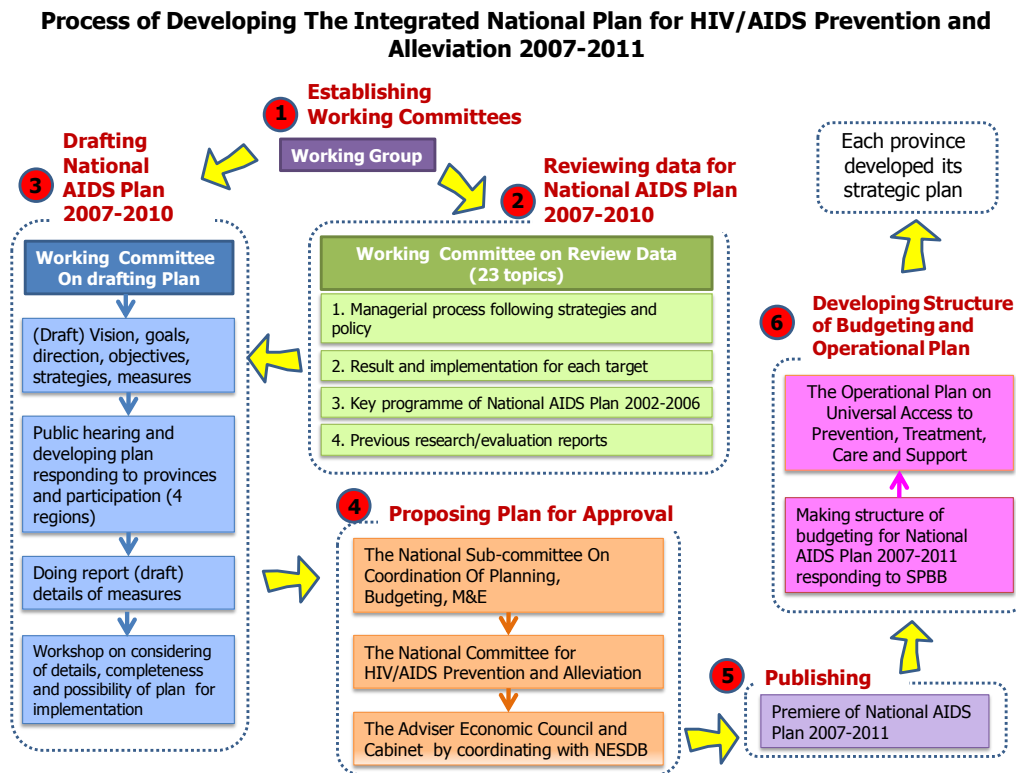 Process of Developing The Integrated National Plan for HIV/AIDS Prevention and
Alleviation 2007-2011
1
Establishing
Working Committees
Working Group
2
Reviewing data for
National AIDS Plan
2007-2010
Working Committee on Review Data
(23 topics)
1. Managerial process following strategies and
policy
2. Result and implementation for each target
3. Key programme of National AIDS Plan 2002-2006
4. Previous research/evaluation reports
3
Drafting
National
AIDS Plan
2007-2010
Working Committee
On drafting Plan
(Draft) Vision, goals,
direction, objectives,
strategies, measures
Public hearing and
developing plan
responding to provinces
and participation (4
regions)
Doing report (draft)
details of measures
Workshop on considering
of details, completeness
and possibility of plan for
implementation
4
Proposing Plan for Approval
The National Sub-committee On
Coordination Of Planning,
Budgeting, M&E
The National Committee for
HIV/AIDS Prevention and Alleviation
The Adviser Economic Council and
Cabinet by coordinating with NESDB
5
Publishing
Premiere of National AIDS
Plan 2007-2011
6
Developing Structure
of Budgeting and
Operational Plan
The Operational Plan on
Universal Access to
Prevention, Treatment,
Care and Support
Making structure of
budgeting for National
AIDS Plan 2007-2011
responding to SPBB
Each province
developed its
strategic plan